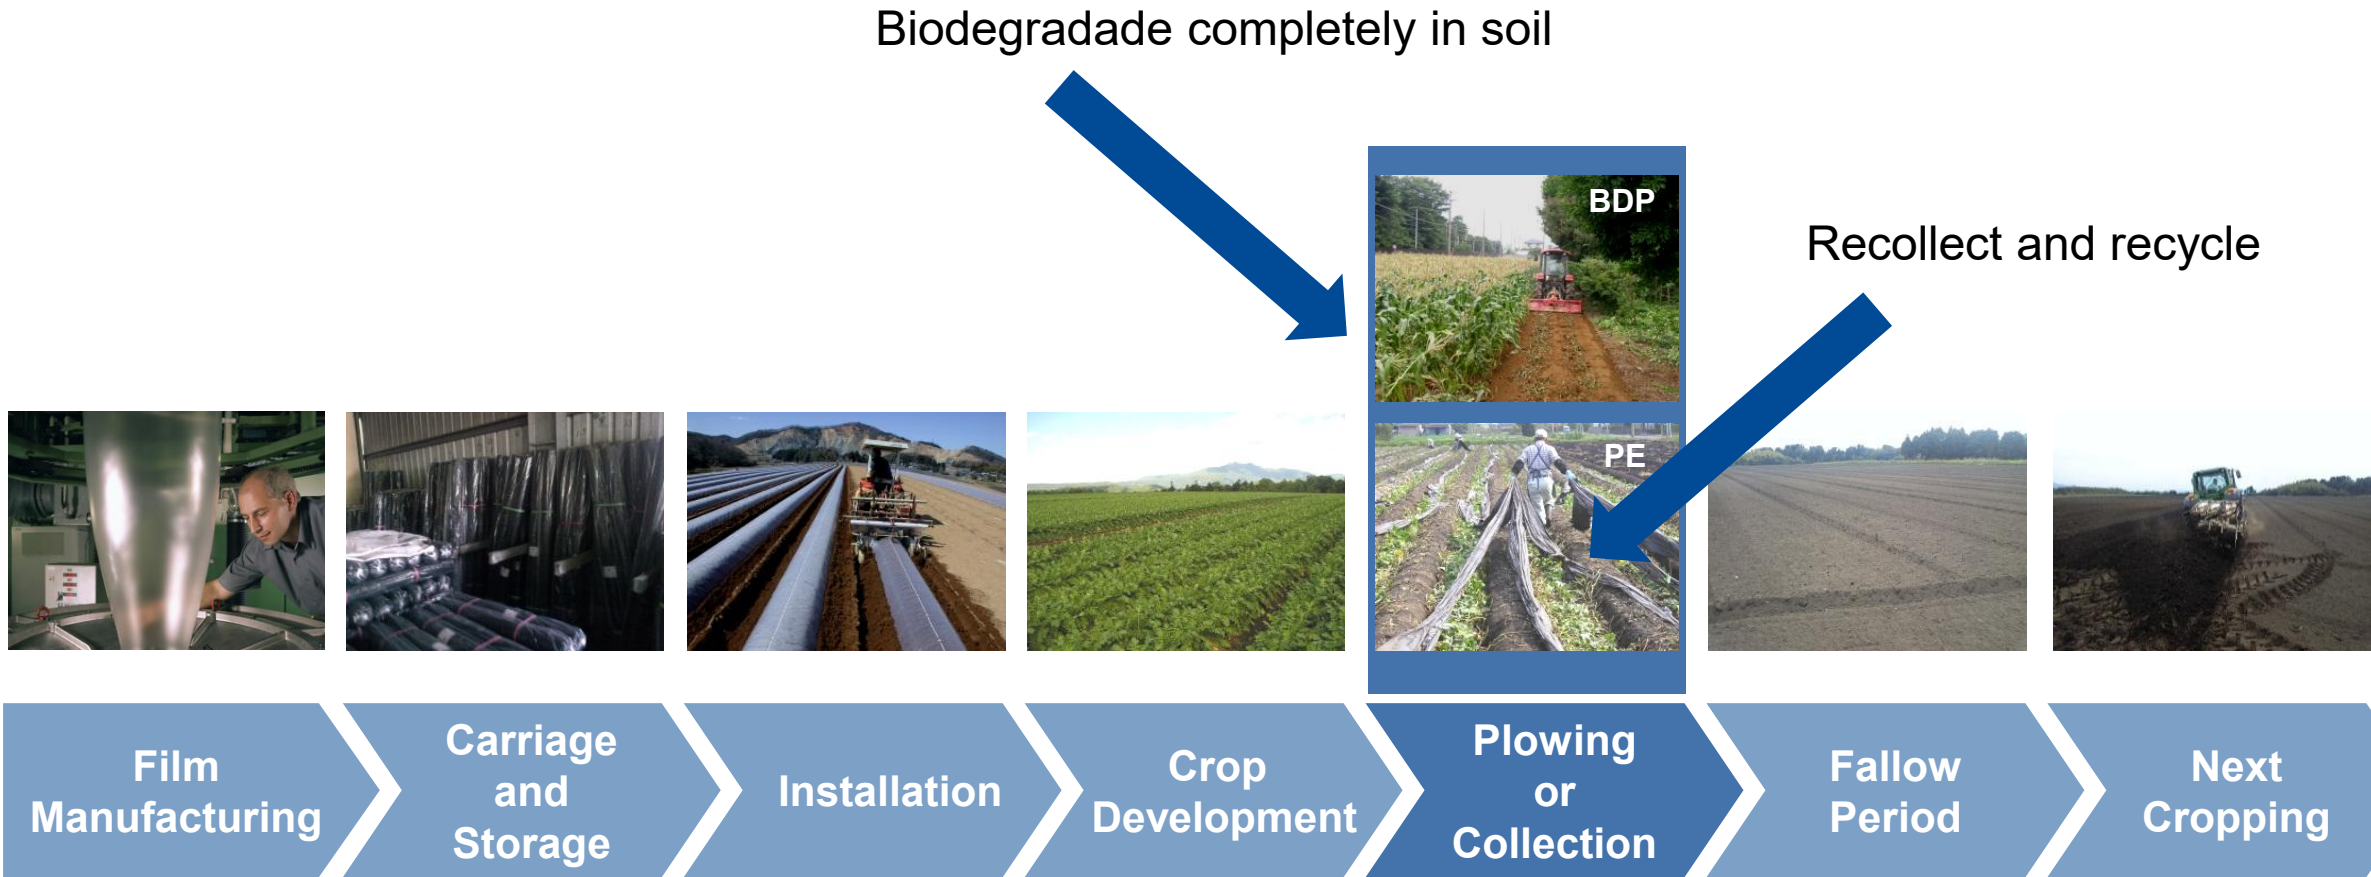 Biodegradade completely in soil
BDP
Recollect and recycle
PE
Film
Manufacturing
Carriage
and
Storage
Installation
Crop
Development
Plowing
or
Collection
Fallow
Period
Next
Cropping